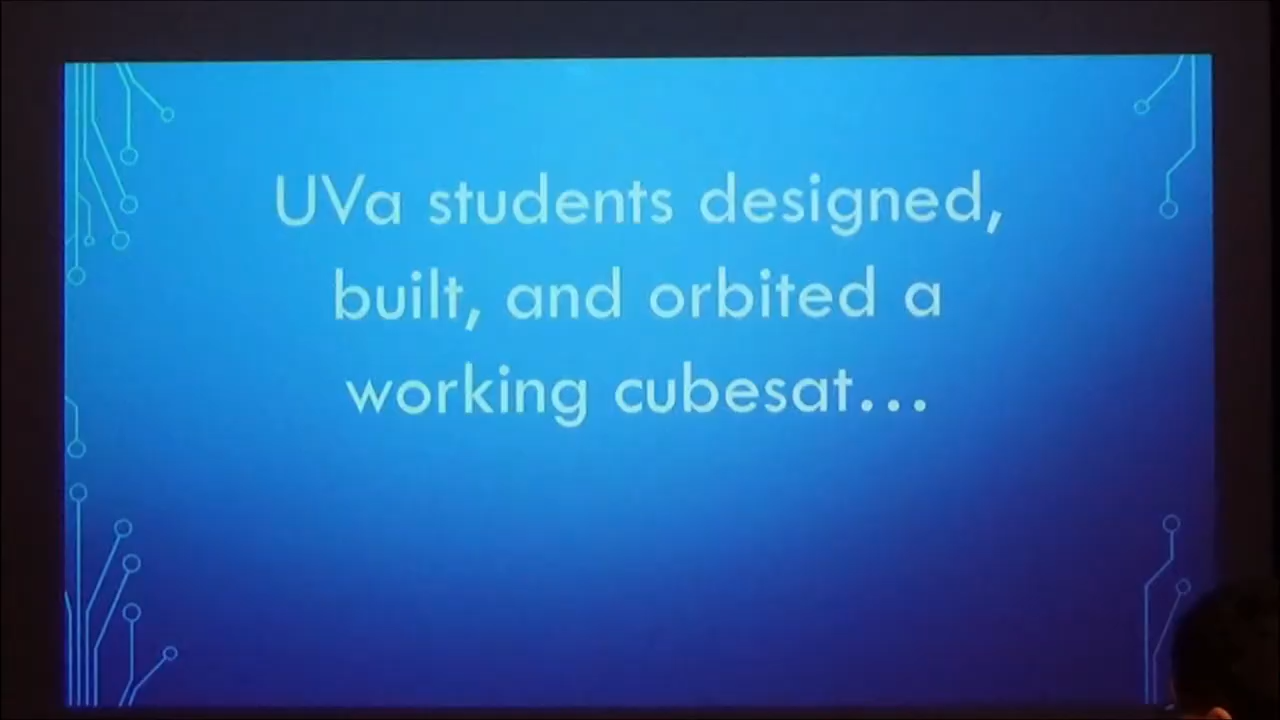 UVa students designed,
built, and orbited a
working cubesat...